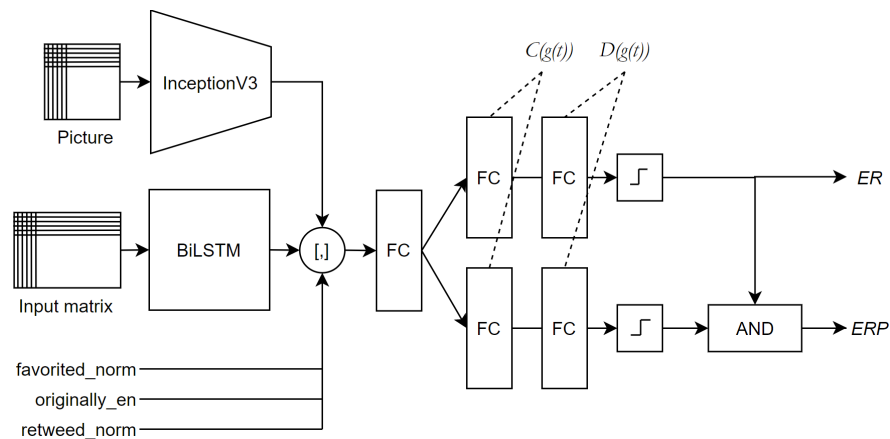 C(g(t)) D(g(t))
InceptionV3
Picture
FC FC
ER
BiLSTM
[,]
FC
Input matrix
FC FC
AND
ERP
favorited_norm
originally_en
retweed_norm